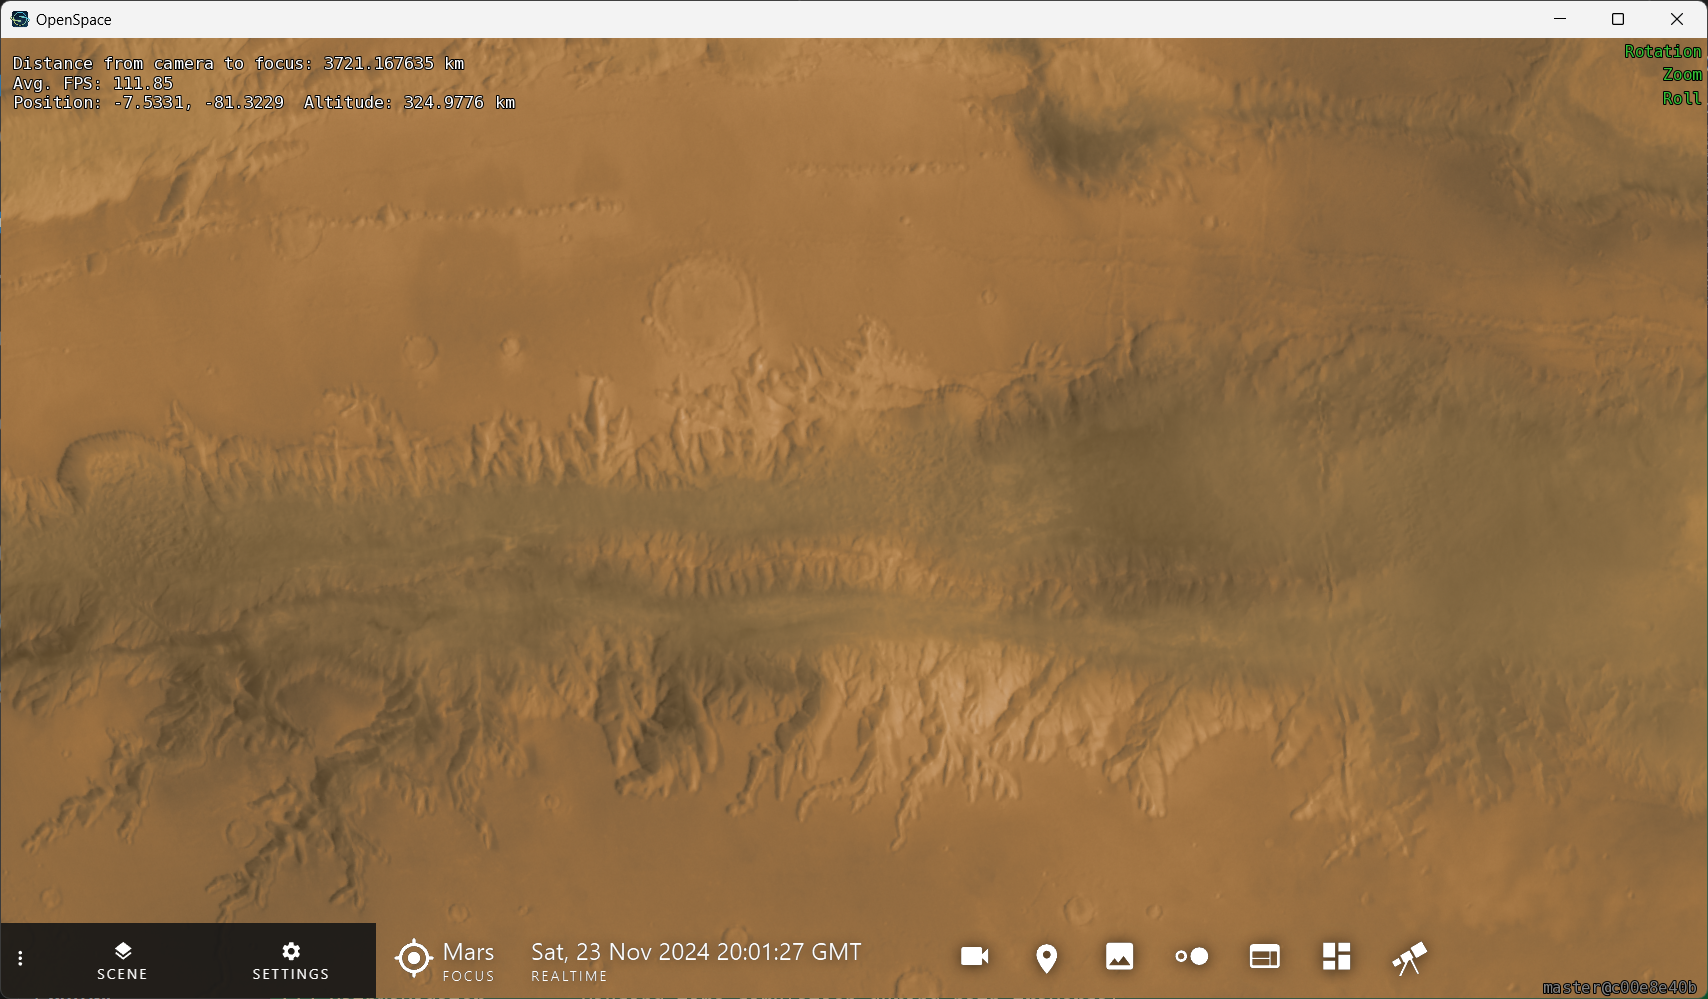 OpenSpace
Distance from camera to focus: 3721.167635 km
Avg. FPS: 111.85
Position: -7.5331, -81.3229  Altitude: 324.9776 km
Rotation
Zoom
Roll
SCENE
SETTINGS
Mars
FOCUS
Sat, 23 Nov 2024 20:01:27 GMT
REALTIME
master@c00e8e40b